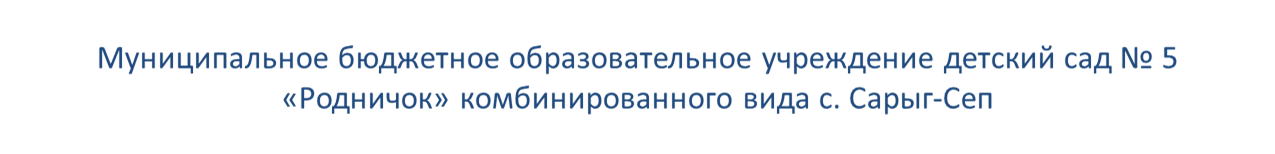 Муниципальное бюджетное образовательное учреждение детский сад № 5
«Родничок» комбинированного вида с. Сарыг-Сеп